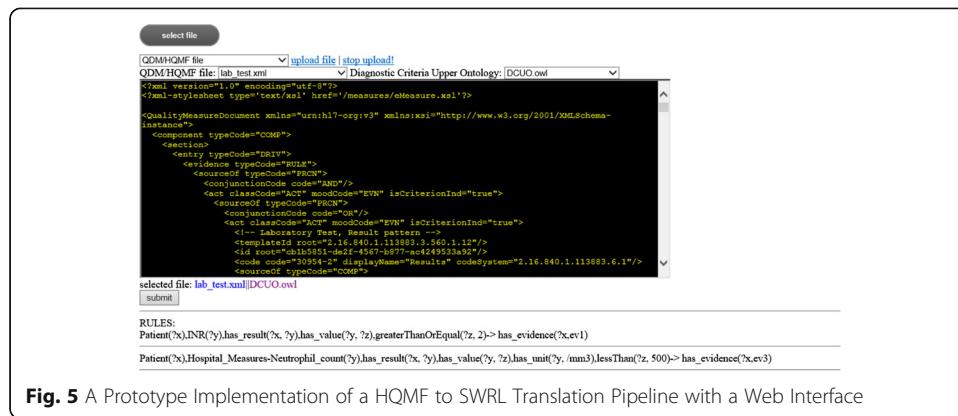 select file
QDM/HQMF file upload file | stop upload!
QDM/HQMF file: lab_test.xml Diagnostic Criteria Upper Ontology: DCUO.owl
<?xml version="1.0" encoding="utf-8"?>
<?xml-stylesheet type='text/xsl' href='/measures/eMeasure.xsl'?>
<QualityMeasureDocument xmlns="urn:hl7-org:v3" xmlns:xsi="http://www.w3.org/2001/XMLSchema-
instance">
<component typeCode="COMP">
<section>
<entry typeCode="DRIV">
<evidence typeCode="RULE">
<sourceOf typeCode="PRCN">
<conjunctionCode code="AND"/>
<act classCode="ACT" moodCode="EVN" isCriterionInd="true">
<sourceOf typeCode="PRCN">
<conjunctionCode code="OR"/>
<act classCode="ACT" moodCode="EVN" isCriterionInd="true">
<!-- Laboratory Test, Result pattern -->
<templateId root="2.16.840.1.113883.3.560.1.12"/>
<id root="cb1b5851-de2f-4567-b877-ac4249533a92"/>
<code code="30954-2" displayName="Results" codeSystem="2.16.840.1.113883.6.1"/>
<sourceOf typeCode="COMP">
selected file: lab_test.xml||DCUO.owl
submit
RULES:
Patient(?x),INR(?y),has_result(?x, ?y),has_value(?y, ?z),greaterThanOrEqual(?z, 2)-> has_evidence(?x,ev1)
Patient(?x),Hospital_Measures-Neutrophil_count(?y),has_result(?x, ?y),has_value(?y, ?z),has_unit(?y, /mm3),lessThan(?z, 500)-> has_evidence(?x,ev3)
Fig. 5 A Prototype Implementation of a HQMF to SWRL Translation Pipeline with a Web Interface